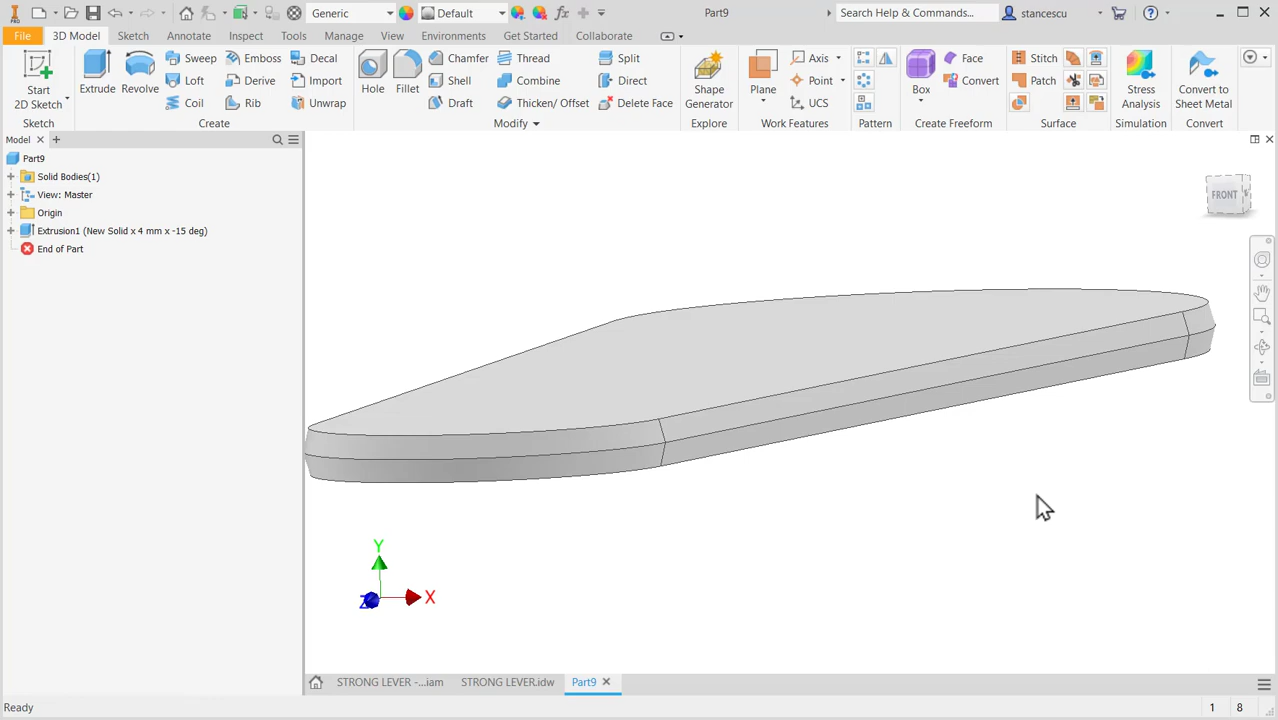 PRO
Generic
Default
fx
Part9
Search Help & Commands...
stancescu
File
3D Model
Sketch
Annotate
Inspect
Tools
Manage
View
Environments
Get Started
Collaborate
Start
2D Sketch
Extrude
Revolve
Sweep
Emboss
Decal
Loft
Derive
Import
Coil
Rib
Unwrap
Hole
Fillet
Chamfer
Thread
Split
Shell
Combine
Direct
Draft
Thicken/ Offset
Delete Face
Shape
Generator
Plane
Axis
Point
UCS
Box
Face
Convert
Stitch
Patch
Stress
Analysis
Convert to
Sheet Metal
Sketch
Create
Modify
Explore
Work Features
Pattern
Create Freeform
Surface
Simulation
Convert
Model
Part9
Solid Bodies(1)
View: Master
Origin
Extrusion1 (New Solid x 4 mm x -15 deg)
End of Part
FRONT
Y
Z
X
STRONG LEVER -...iam
STRONG LEVER.idw
Part9
Ready
1
8